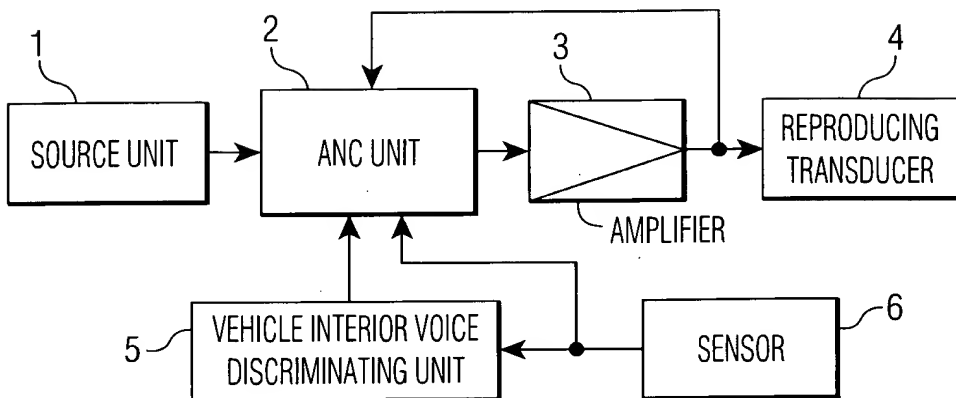 1
2
3
4
SOURCE UNIT
ANC UNIT
REPRODUCING
TRANSDUCER
AMPLIFIER
5
VEHICLE INTERIOR VOICE
DISCRIMINATING UNIT
SENSOR
6